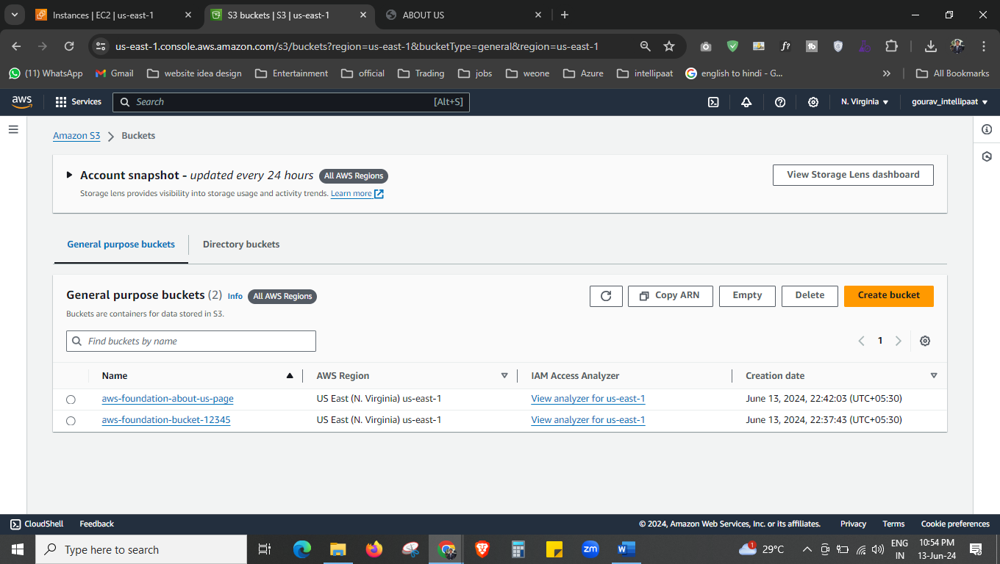 Instances | EC2 | us-east-1
S3 buckets | S3 | us-east-1
ABOUT US
us-east-1.console.aws.amazon.com/s3/buckets?region=us-east-1&bucketType=general&region=us-east-1
f?
(11) WhatsApp
Gmail
website idea design
Entertainment
official
Trading
jobs
weone
Azure
intellipaat
english to hindi - G...
All Bookmarks
aws
Services
Search
[Alt+S]
N. Virginia
gourav_intellipaat
Amazon S3
Buckets
Account snapshot - updated every 24 hours
All AWS Regions
View Storage Lens dashboard
Storage lens provides visibility into storage usage and activity trends. Learn more
General purpose buckets
Directory buckets
General purpose buckets (2) Info
All AWS Regions
Copy ARN
Empty
Delete
Create bucket
Buckets are containers for data stored in S3.
Find buckets by name
1
Name
AWS Region
IAM Access Analyzer
Creation date
aws-foundation-about-us-page
US East (N. Virginia) us-east-1
View analyzer for us-east-1
June 13, 2024, 22:42:03 (UTC+05:30)
aws-foundation-bucket-12345
US East (N. Virginia) us-east-1
View analyzer for us-east-1
June 13, 2024, 22:37:43 (UTC+05:30)
CloudShell
Feedback
© 2024, Amazon Web Services, Inc. or its affiliates.
Privacy
Terms
Cookie preferences
Type here to search
zm
W
1
29°C
ENG
IN
10:54 PM
13-Jun-24